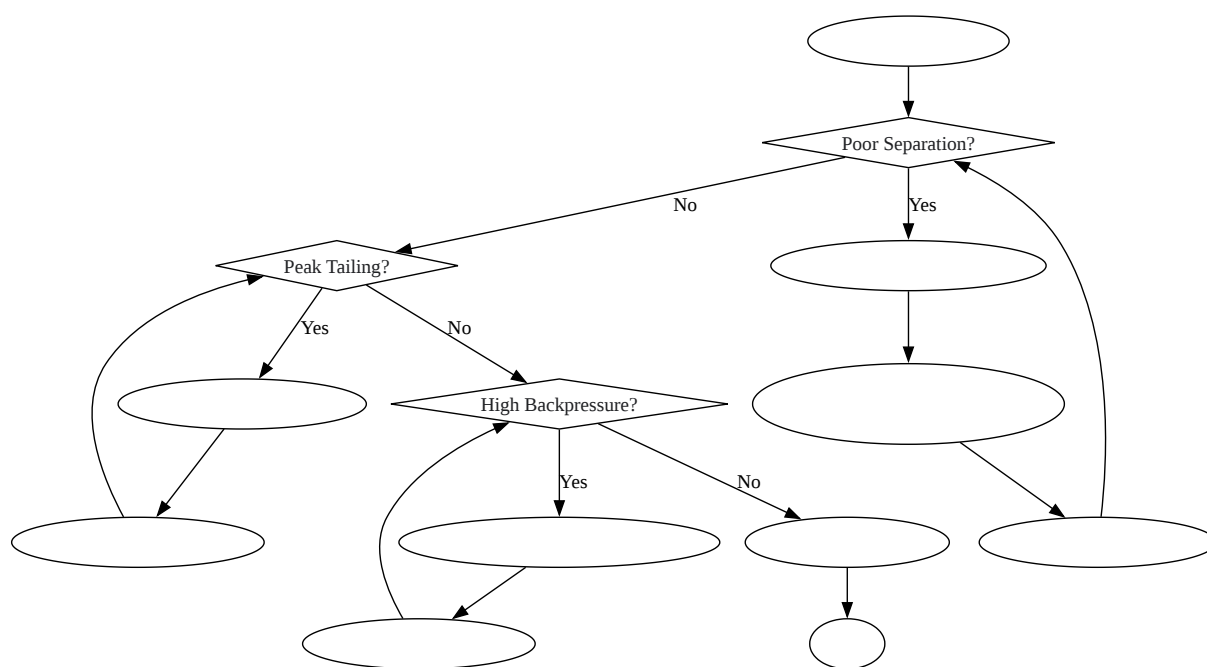 Poor Separation?
No
Yes
Peak Tailing?
Yes
No
High Backpressure?
Yes
No